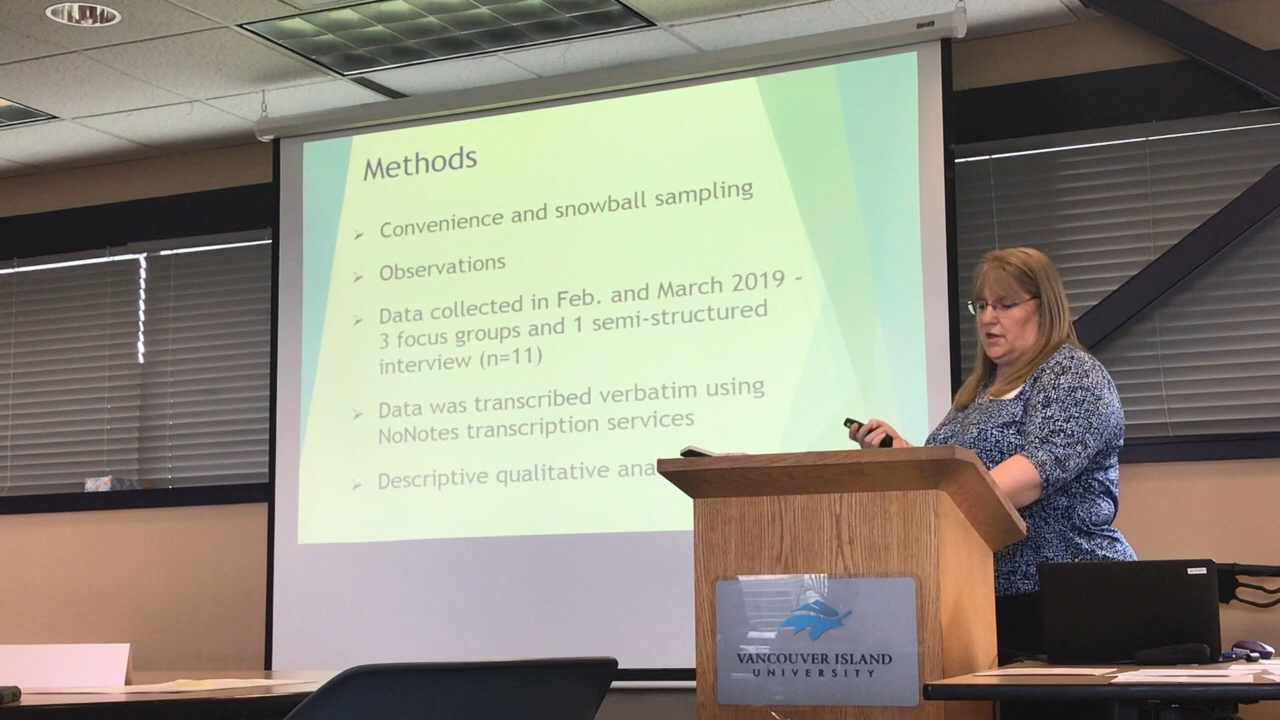 Methods
Convenience and snowball sampling
Observations
Data collected in Feb. and March 2019 -
3 focus groups and 1 semi-structured
interview (n=11)
Data was transcribed verbatim using
NoNotes transcription services
Descriptive qualitative ana
VANCOUVER ISLAND
UNIVERSITY